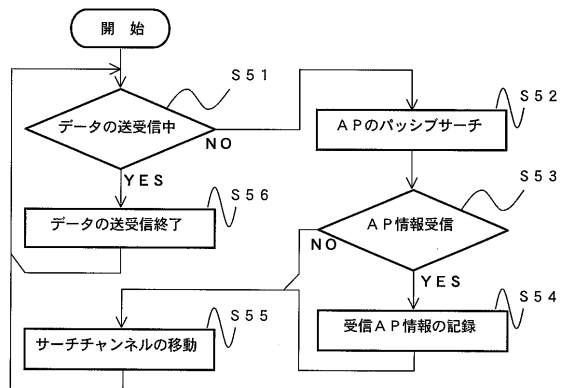 開 始
S51
データの送受信中
NO
YES
S52
APのパッシブサーチ
S53
AP情報受信
NO
YES
S56
データの送受信終了
S54
受信AP情報の記録
S55
サーチチャンネルの移動